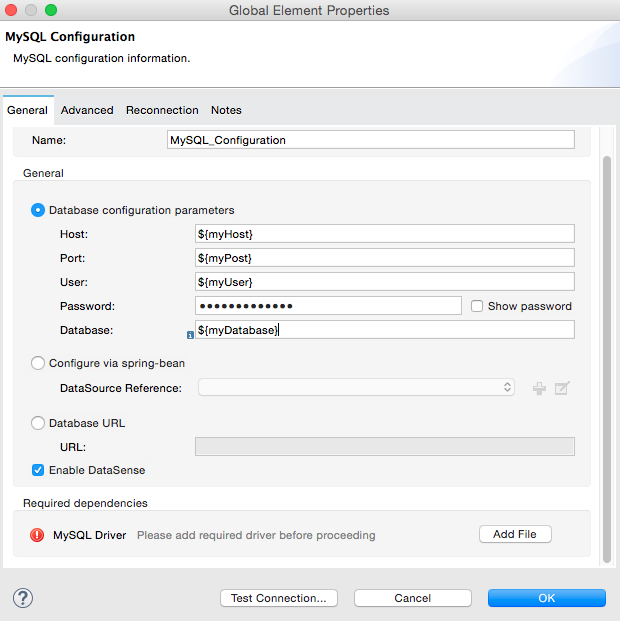 Global Element Properties
MySQL Configuration
MySQL configuration information.
General Advanced Reconnection Notes
Name: MySQL_Configuration
General
Database configuration parameters
Host: ${myHost}
Port: ${myPost}
User: ${myUser}
Password: ••••••••••••• Show password
Database: ${myDatabase}
Configure via spring-bean
DataSource Reference:
Database URL
URL:
Enable DataSense
Required dependencies
MySQL Driver Please add required driver before proceeding Add File
? Test Connection... Cancel OK